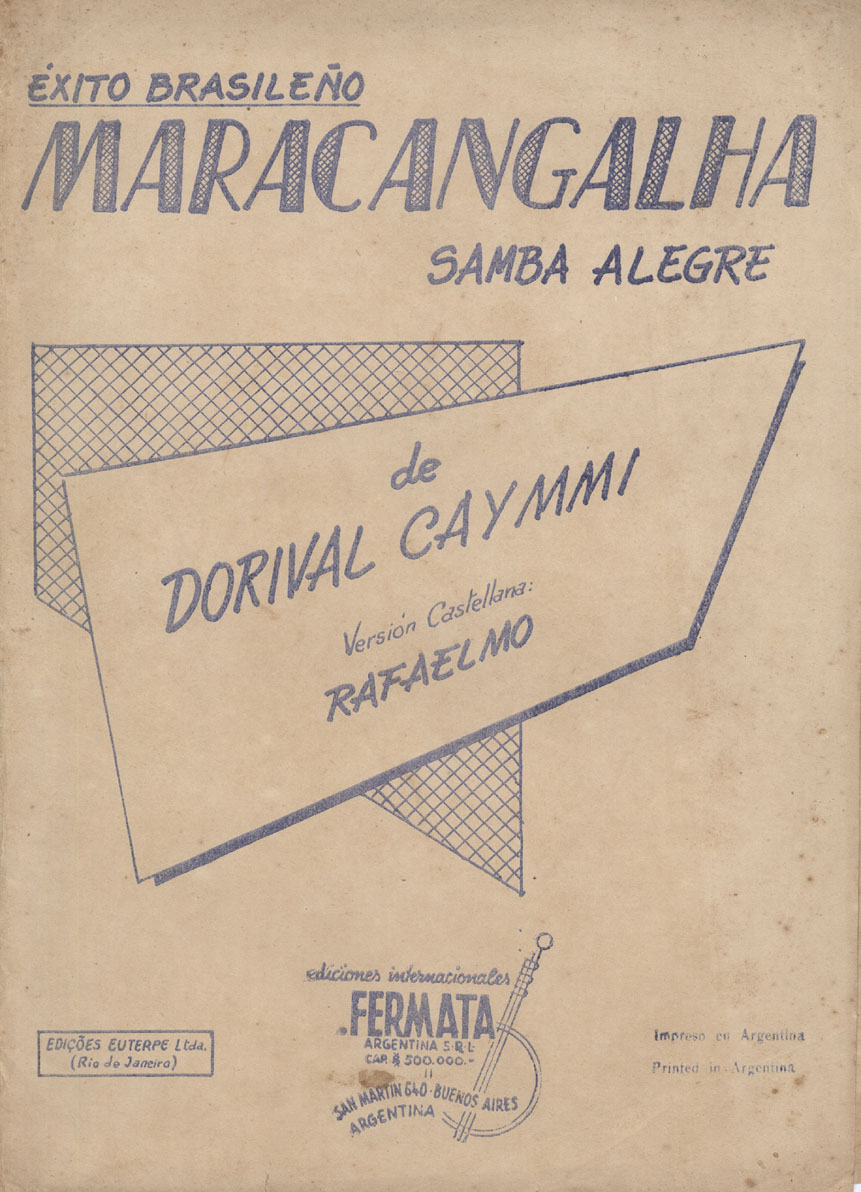 ÉXITO BRASILEÑO
MARACANGALHA
SAMBA ALEGRE
de
DORIVAL CAYMMI
Versión Castellana:
RAFAELMO
ediciones internacionales
FERMATA
ARGENTINA S.R.L.
CAP. $ 500.000.-
SAN MARTIN 640 - BUENOS AIRES
ARGENTINA
EDIÇÕES EUTERPE Ltda.
(Rio de Janeiro)
Impreso en Argentina
Printed in Argentina